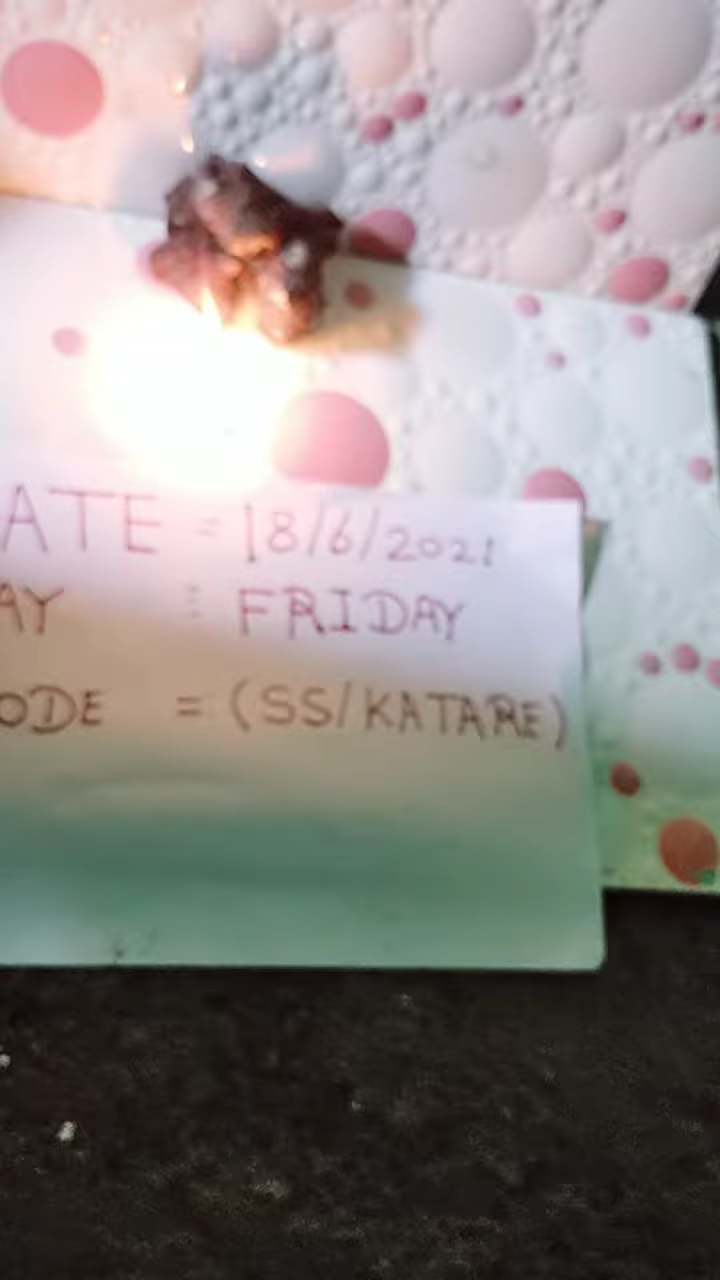 ATE = 18/6/2021
AY = FRIDAY
ODE = (SS/KATARE)